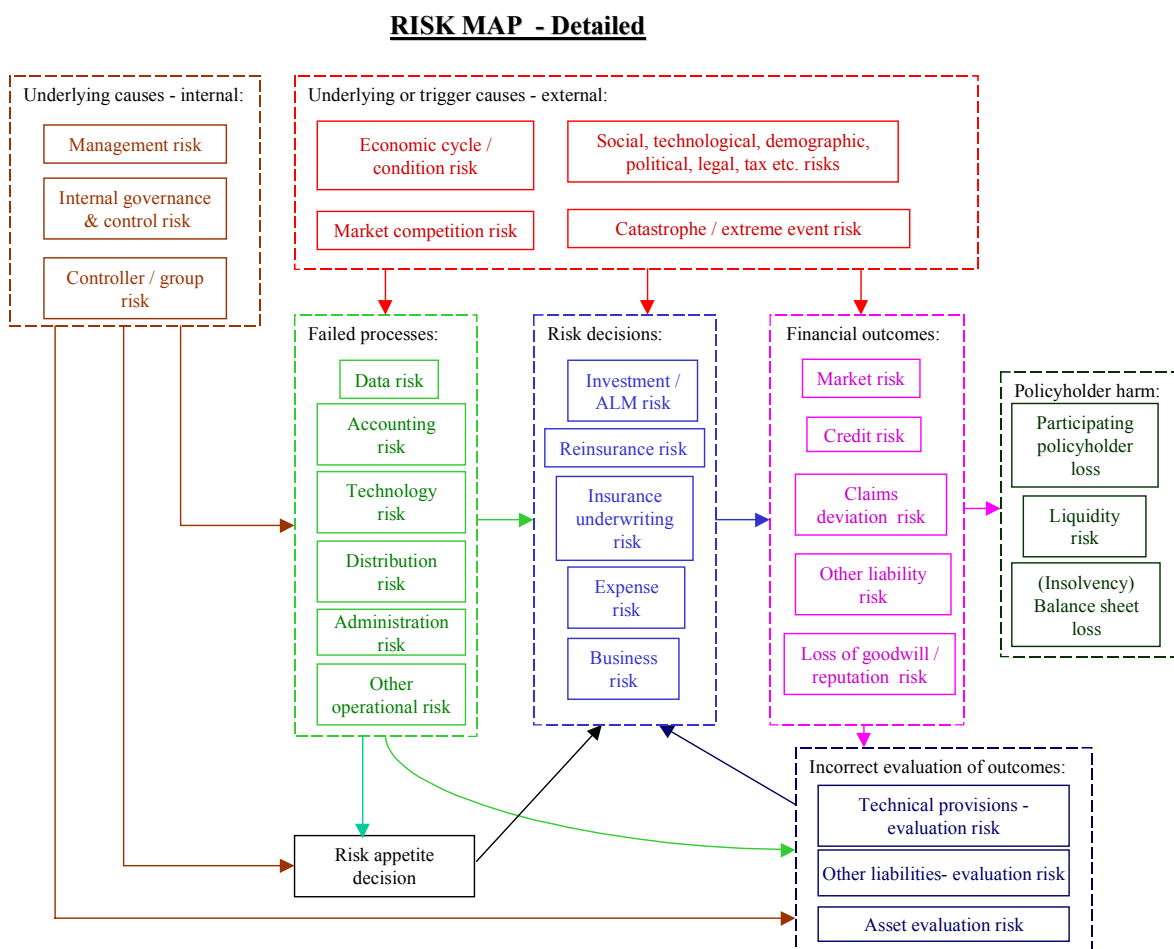 RISK MAP - Detailed
Underlying causes - internal:
Management risk
Internal governance
& control risk
Controller / group
risk
Underlying or trigger causes - external:
Economic cycle /
condition risk
Social, technological, demographic,
political, legal, tax etc. risks
Market competition risk
Catastrophe / extreme event risk
Failed processes:
Data risk
Accounting
risk
Technology
risk
Distribution
risk
Administration
risk
Other
operational risk
Risk decisions:
Investment /
ALM risk
Reinsurance risk
Insurance
underwriting
risk
Expense
risk
Business
risk
Financial outcomes:
Market risk
Credit risk
Claims
deviation risk
Other liability
risk
Loss of goodwill /
reputation risk
Policyholder harm:
Participating
policyholder
loss
Liquidity
risk
(Insolvency)
Balance sheet
loss
Risk appetite
decision
Incorrect evaluation of outcomes:
Technical provisions -
evaluation risk
Other liabilities- evaluation risk
Asset evaluation risk